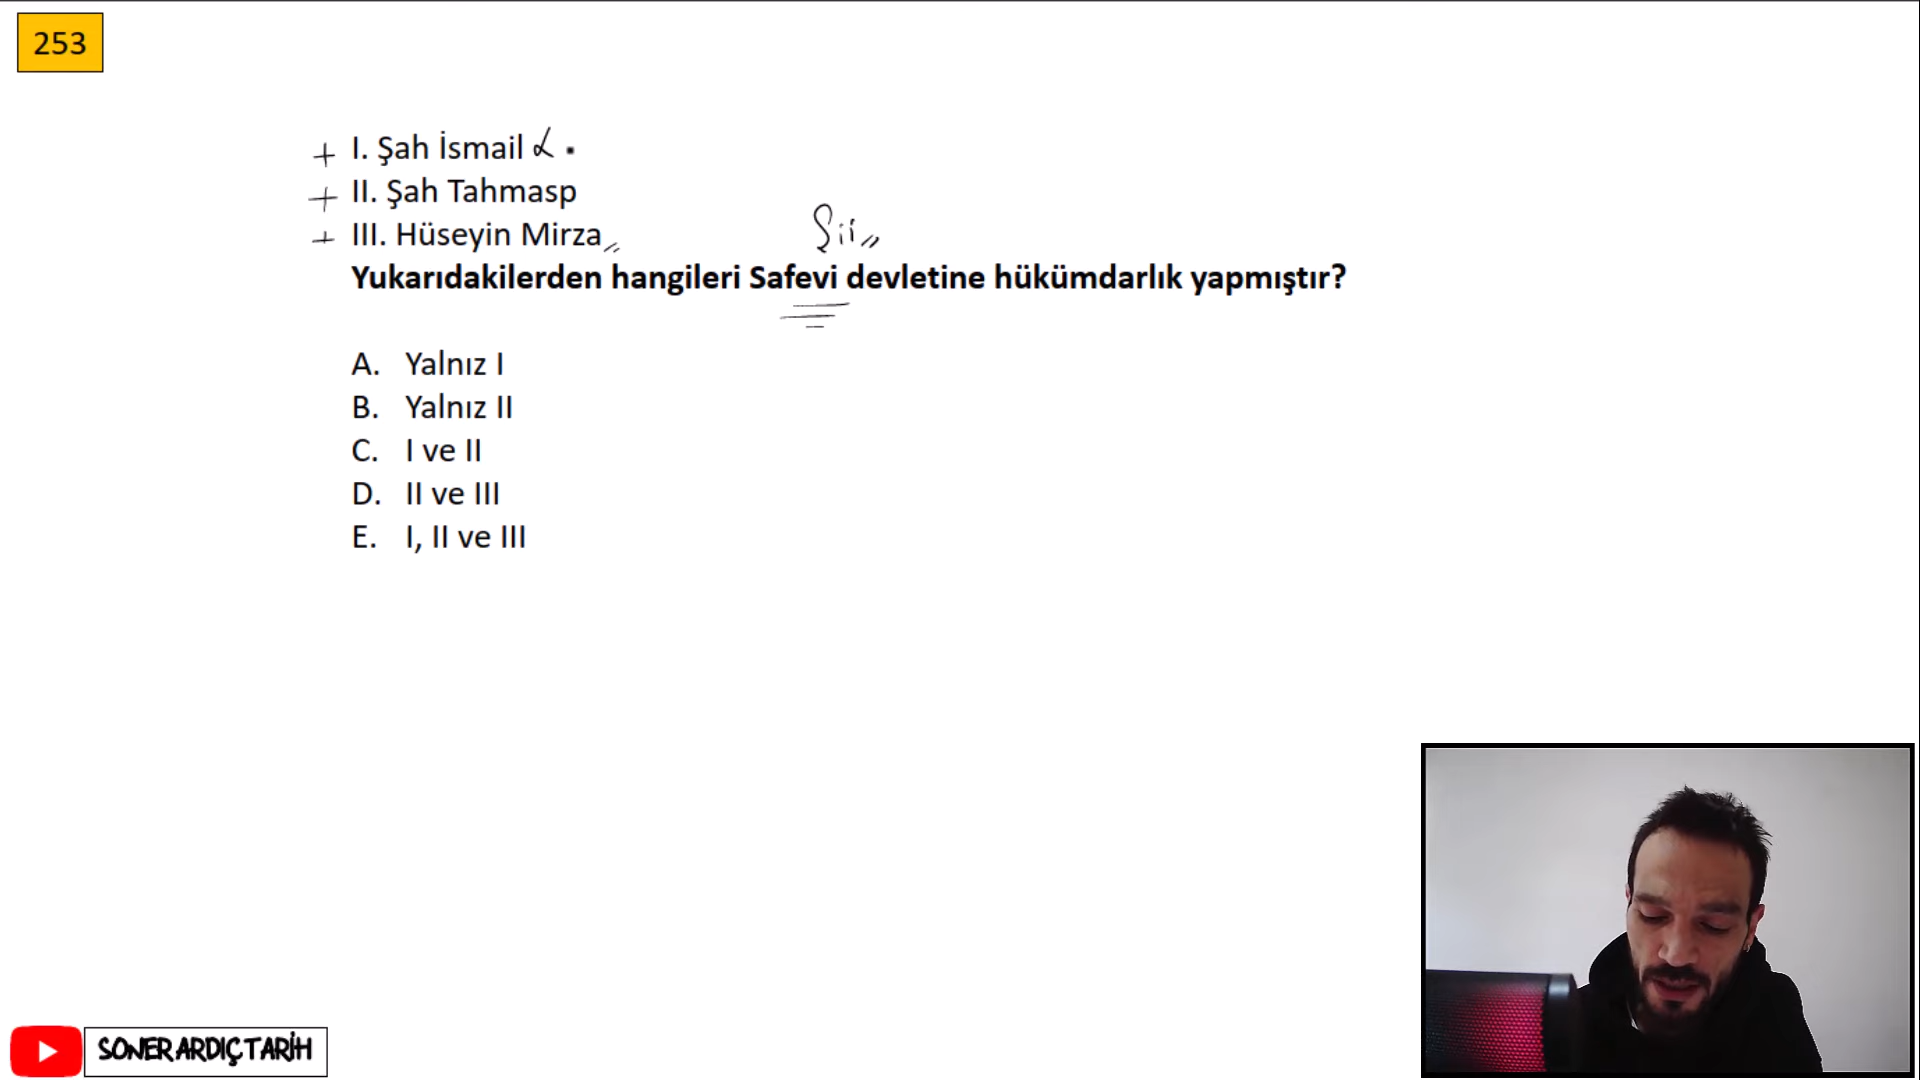 253
+ I. Şah İsmail
+ II. Şah Tahmasp
+ III. Hüseyin Mirza
Şii
Yukarıdakilerden hangileri Safevi devletine hükümdarlık yapmıştır?
A. Yalnız I
B. Yalnız II
C. I ve II
D. II ve III
E. I, II ve III
SONER ARDIÇ TARİH